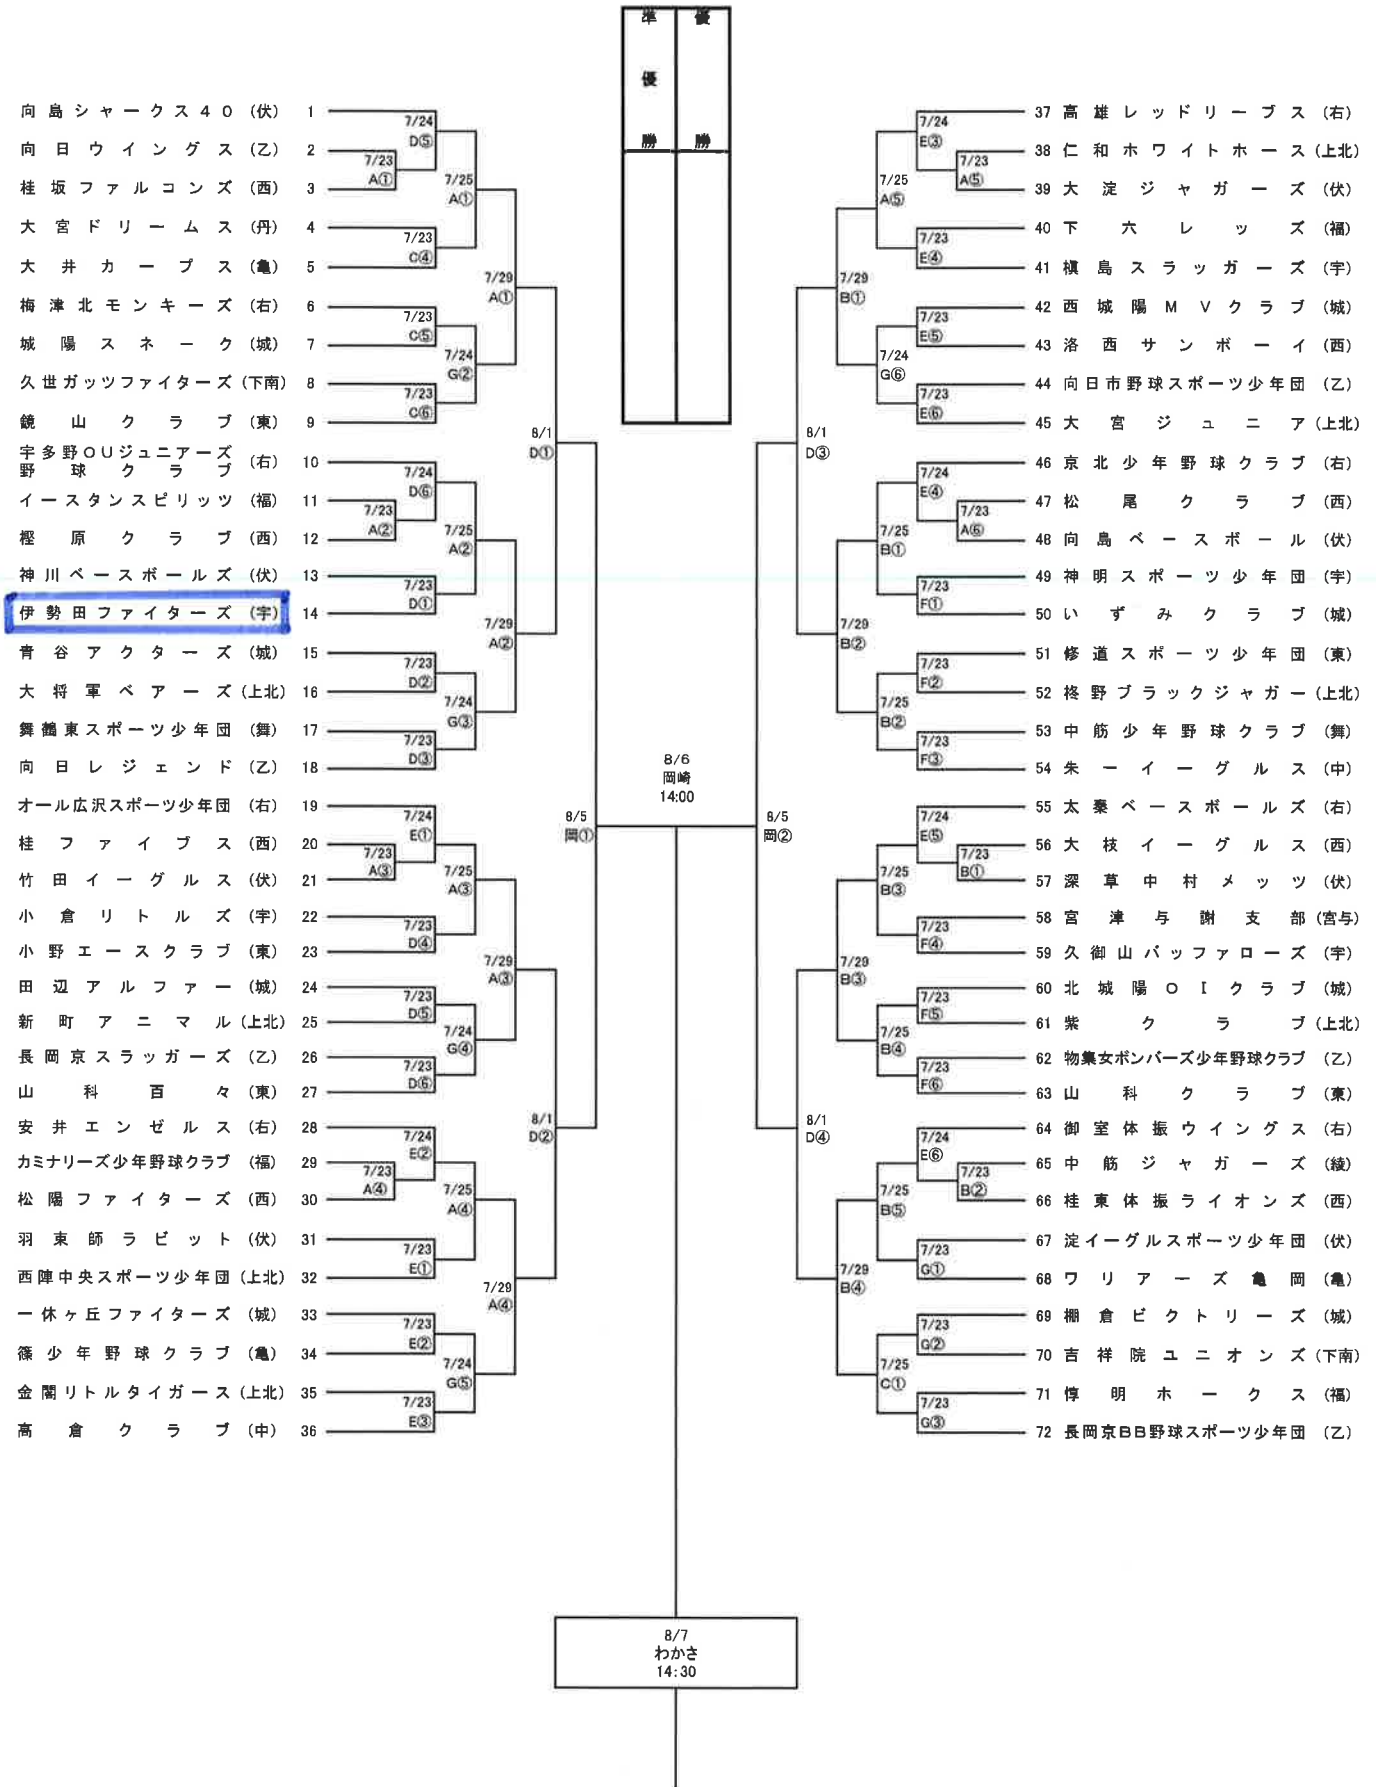 準優勝
優勝
向島シャークス40 (伏) 1
向日ウイングス (乙) 2
桂坂ファルコンズ (西) 3
大宮ドリームス (丹) 4
大井カープス (亀) 5
梅津北モンキーズ (右) 6
城陽スネーク (城) 7
久世ガッツファイターズ (下南) 8
鏡山クラブ (東) 9
宇多野OUジュニアーズ
野球クラブ (右) 10
イースタンスピリッツ (福) 11
樫原クラブ (西) 12
神川ベースボールズ (伏) 13
伊勢田ファイターズ (宇) 14
青谷アクターズ (城) 15
大将軍ベアーズ (上北) 16
舞鶴東スポーツ少年団 (舞) 17
向日レジェンド (乙) 18
オール広沢スポーツ少年団 (右) 19
桂ファイブス (西) 20
竹田イーグルス (伏) 21
小倉リトルズ (宇) 22
小野エースクラブ (東) 23
田辺アルファー (城) 24
新町アニマル (上北) 25
長岡京スラッガーズ (乙) 26
山科百々 (東) 27
安井エンゼルス (右) 28
カミナリーズ少年野球クラブ (福) 29
松陽ファイターズ (西) 30
羽束師ラビット (伏) 31
西陣中央スポーツ少年団 (上北) 32
一休ヶ丘ファイターズ (城) 33
篠少年野球クラブ (亀) 34
金閣リトルタイガース (上北) 35
高倉クラブ (中) 36
7/24 D⑤
7/23 A①
7/23 C④
7/23 C⑤
7/23 C⑥
7/24 D⑥
7/23 A②
7/23 D①
7/23 D②
7/23 D③
7/24 E①
7/23 A③
7/23 D④
7/23 D⑤
7/23 D⑥
7/24 E②
7/23 A④
7/23 E①
7/23 E②
7/23 E③
7/25 A①
7/24 G②
7/25 A②
7/24 G③
7/25 A③
7/24 G④
7/25 A④
7/24 G⑤
7/29 A①
7/29 A②
7/29 A③
7/29 A④
8/1 D①
8/1 D②
8/5 岡①
8/6
岡崎
14:00
8/5 岡②
8/1 D③
8/1 D④
7/29 B①
7/29 B②
7/29 B③
7/29 B④
7/25 A⑤
7/24 G⑥
7/25 B①
7/25 B②
7/25 B③
7/25 B④
7/25 B⑤
7/25 C①
7/24 E③
7/23 A⑤
7/23 E④
7/23 E⑤
7/23 E⑥
7/24 E④
7/23 A⑥
7/23 F①
7/23 F②
7/23 F③
7/24 E⑤
7/23 B①
7/23 F④
7/23 F⑤
7/23 F⑥
7/24 E⑥
7/23 B②
7/23 G①
7/23 G②
7/23 G③
37 高雄レッドリーブス (右)
38 仁和ホワイトホース (上北)
39 大淀ジャガーズ (伏)
40 下六レッズ (福)
41 槇島スラッガーズ (宇)
42 西城陽MVクラブ (城)
43 洛西サンボーイ (西)
44 向日市野球スポーツ少年団 (乙)
45 大宮ジュニア (上北)
46 京北少年野球クラブ (右)
47 松尾クラブ (西)
48 向島ベースボール (伏)
49 神明スポーツ少年団 (宇)
50 いずみクラブ (城)
51 修道スポーツ少年団 (東)
52 柊野ブラックジャガー (上北)
53 中筋少年野球クラブ (舞)
54 朱一イーグルス (中)
55 太秦ベースボールズ (右)
56 大枝イーグルス (西)
57 深草中村メッツ (伏)
58 宮津与謝支部 (宮与)
59 久御山バッファローズ (宇)
60 北城陽OIクラブ (城)
61 紫クラブ (上北)
62 物集女ボンバーズ少年野球クラブ (乙)
63 山科クラブ (東)
64 御室体振ウイングス (右)
65 中筋ジャガーズ (綾)
66 桂東体振ライオンズ (西)
67 淀イーグルスポーツ少年団 (伏)
68 ワリアーズ亀岡 (亀)
69 棚倉ビクトリーズ (城)
70 吉祥院ユニオンズ (下南)
71 惇明ホークス (福)
72 長岡京BB野球スポーツ少年団 (乙)
8/7
わかさ
14:30